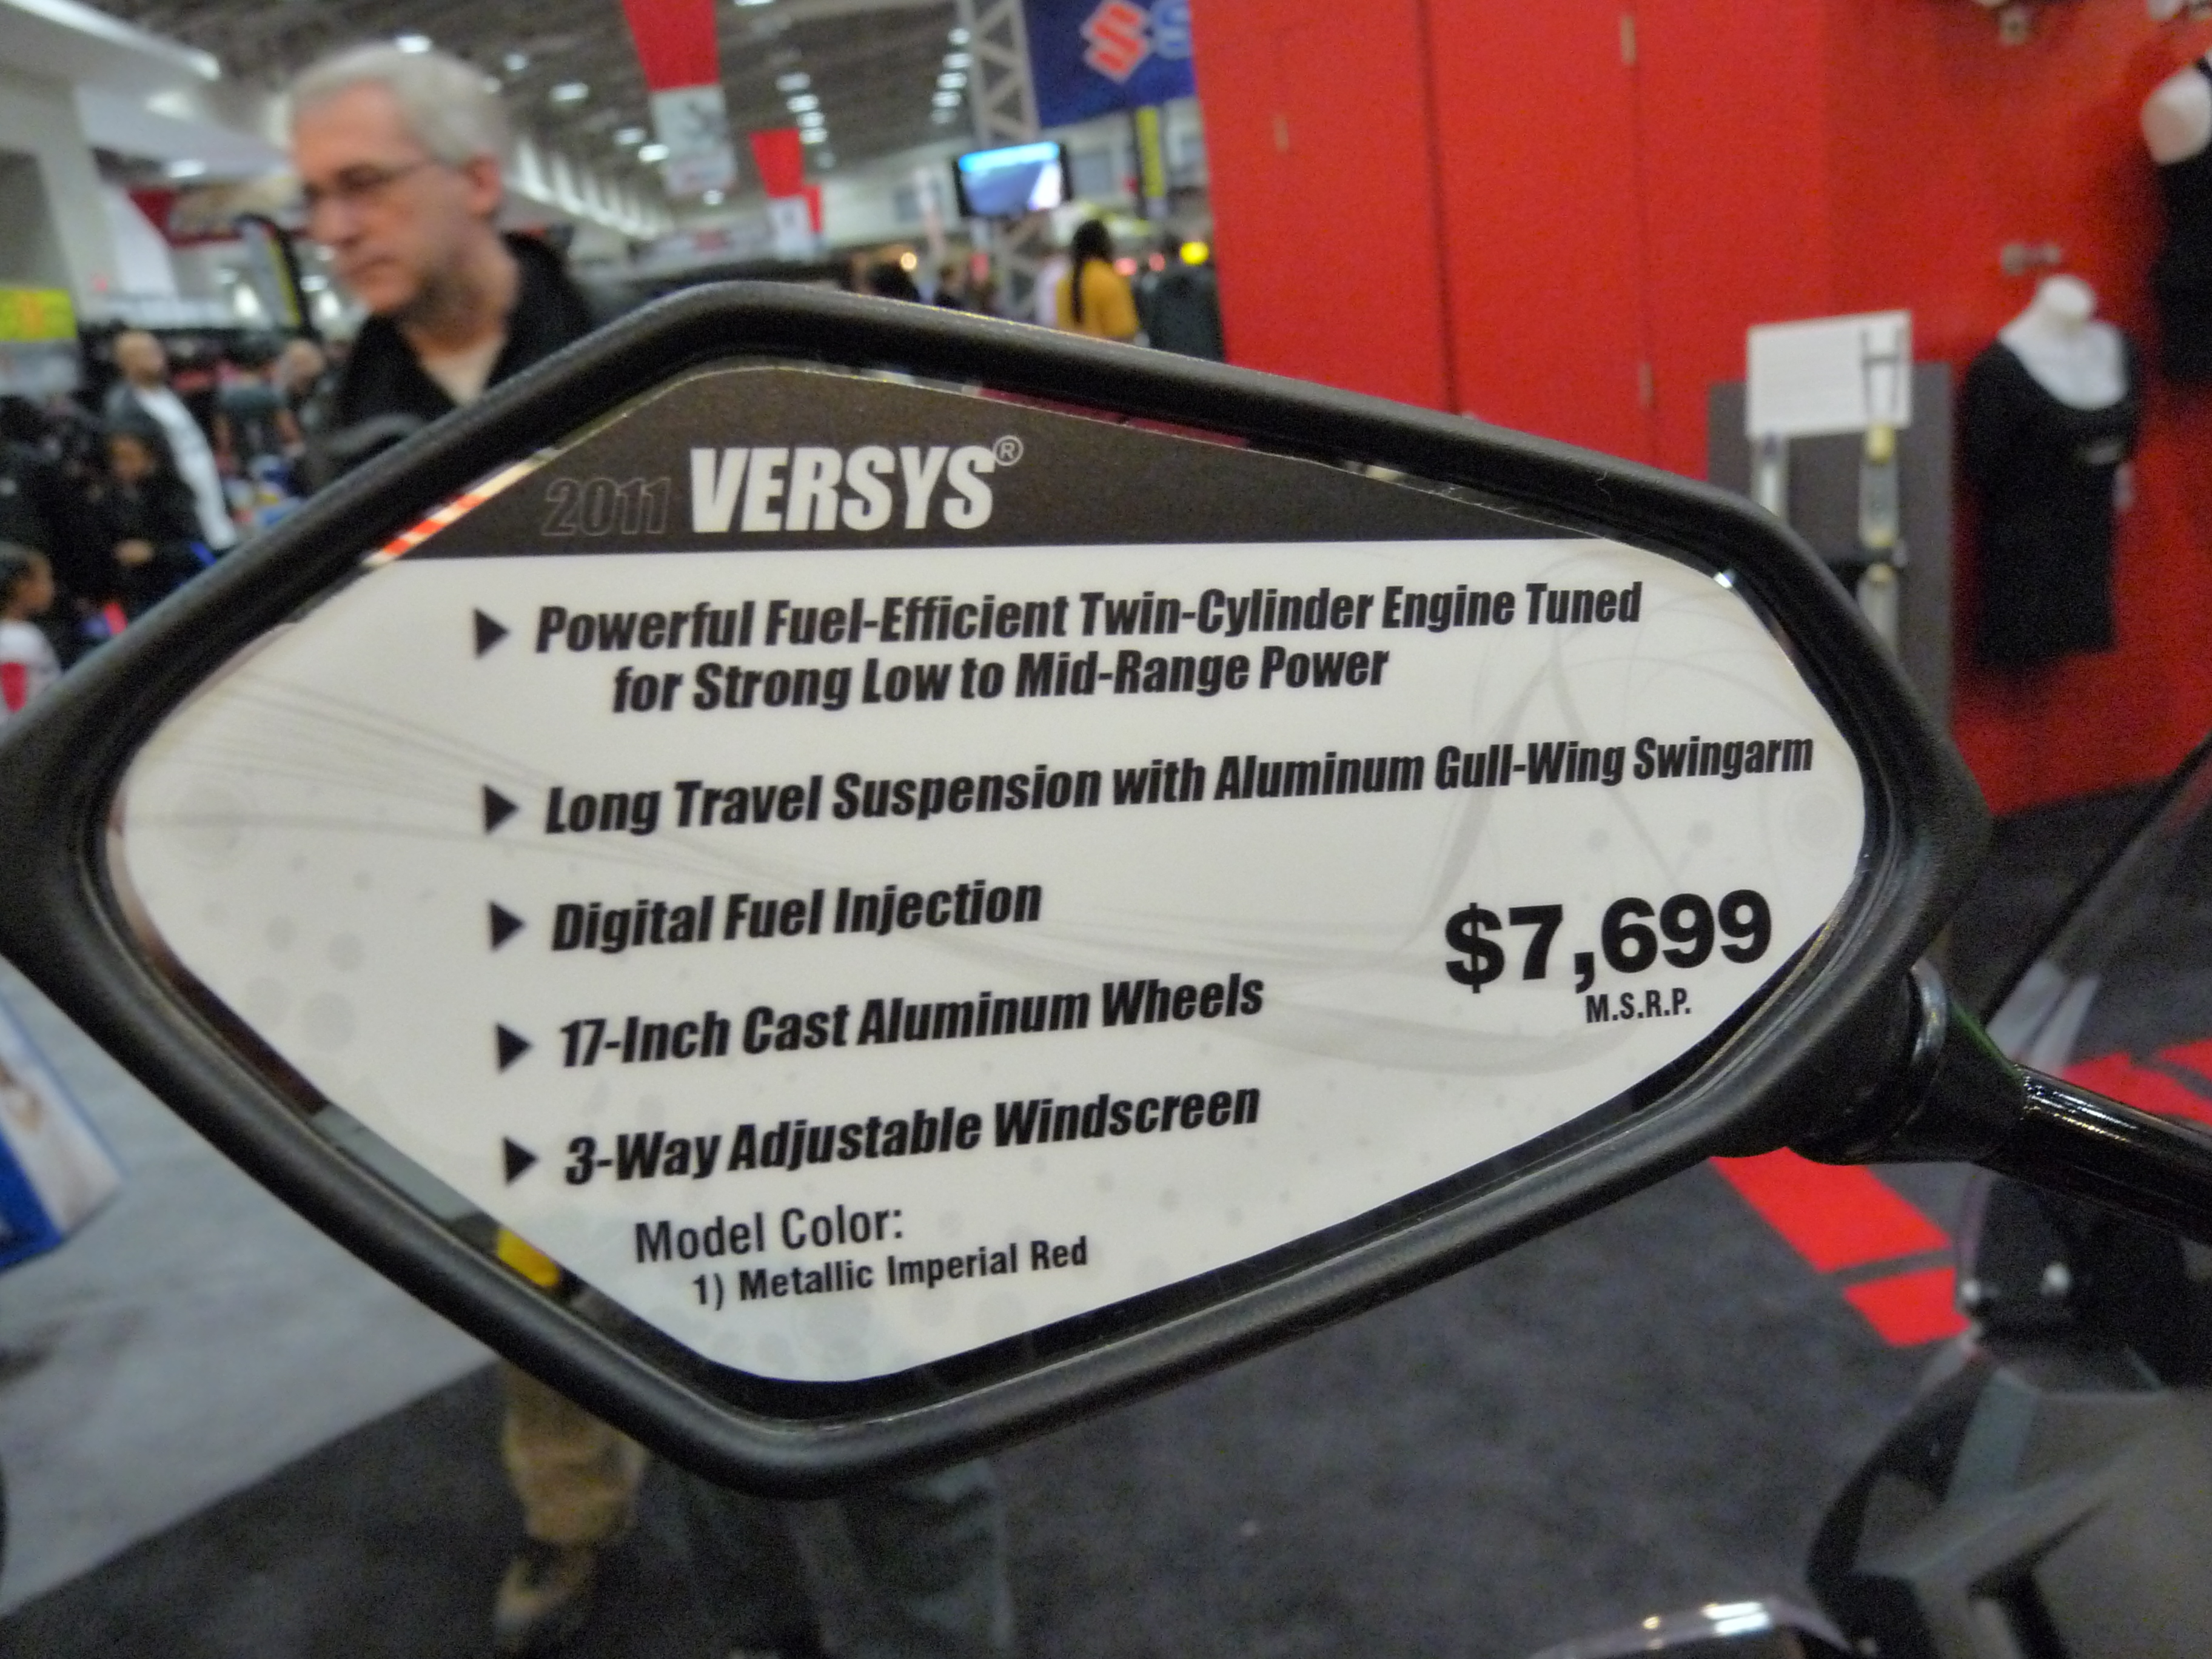 2011 VERSYS®
▶ Powerful Fuel-Efficient Twin-Cylinder Engine Tuned
for Strong Low to Mid-Range Power
▶ Long Travel Suspension with Aluminum Gull-Wing Swingarm
▶ Digital Fuel Injection
$7,699
M.S.R.P.
▶ 17-Inch Cast Aluminum Wheels
▶ 3-Way Adjustable Windscreen
Model Color:
1) Metallic Imperial Red